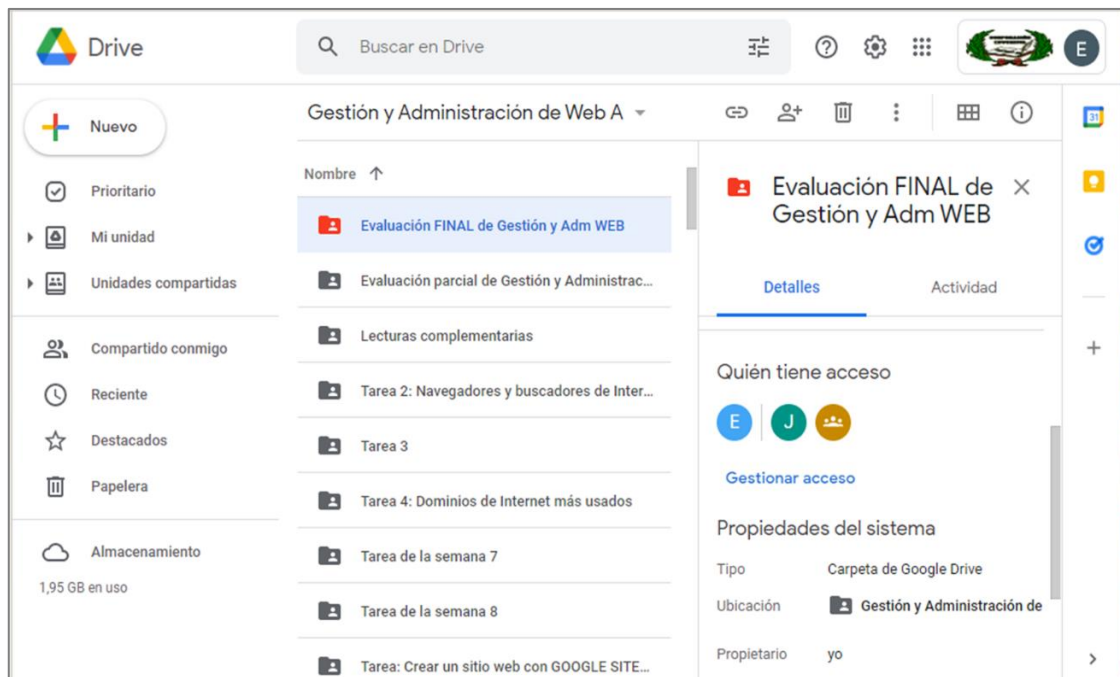 Drive
Buscar en Drive
E
Nuevo
Prioritario
Mi unidad
Unidades compartidas
Compartido conmigo
Reciente
Destacados
Papelera
Almacenamiento
1,95 GB en uso
Gestión y Administración de Web A
Nombre
Evaluación FINAL de Gestión y Adm WEB
Evaluación parcial de Gestión y Administrac...
Lecturas complementarias
Tarea 2: Navegadores y buscadores de Inter...
Tarea 3
Tarea 4: Dominios de Internet más usados
Tarea de la semana 7
Tarea de la semana 8
Tarea: Crear un sitio web con GOOGLE SITE...
Evaluación FINAL de
Gestión y Adm WEB
Detalles Actividad
Quién tiene acceso
E J
Gestionar acceso
Propiedades del sistema
Tipo Carpeta de Google Drive
Ubicación Gestión y Administración de
Propietario yo
31